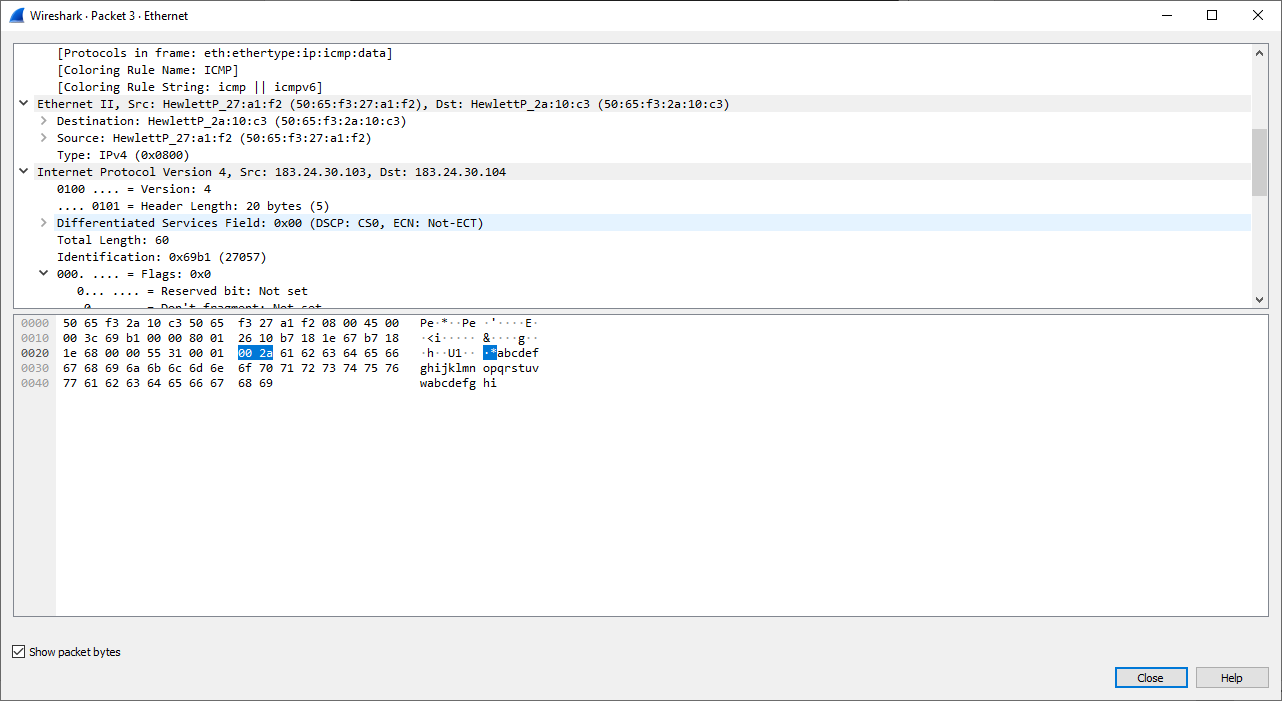 Wireshark · Packet 3 · Ethernet
[Protocols in frame: eth:ethertype:ip:icmp:data]
[Coloring Rule Name: ICMP]
[Coloring Rule String: icmp || icmpv6]
Ethernet II, Src: HewlettP_27:a1:f2 (50:65:f3:27:a1:f2), Dst: HewlettP_2a:10:c3 (50:65:f3:2a:10:c3)
Destination: HewlettP_2a:10:c3 (50:65:f3:2a:10:c3)
Source: HewlettP_27:a1:f2 (50:65:f3:27:a1:f2)
Type: IPv4 (0x0800)
Internet Protocol Version 4, Src: 183.24.30.103, Dst: 183.24.30.104
0100 .... = Version: 4
.... 0101 = Header Length: 20 bytes (5)
Differentiated Services Field: 0x00 (DSCP: CS0, ECN: Not-ECT)
Total Length: 60
Identification: 0x69b1 (27057)
000. .... = Flags: 0x0
0... .... = Reserved bit: Not set
.0.. .... = Don't fragment: Not set
0000 50 65 f3 2a 10 c3 50 65 f3 27 a1 f2 08 00 45 00 Pe·*··Pe ·'····E·
0010 00 3c 69 b1 00 00 80 01 26 10 b7 18 1e 67 b7 18 ·<i····· &····g··
0020 1e 68 00 00 55 31 00 01 00 2a 61 62 63 64 65 66 ·h··U1·· ·*abcdef
0030 67 68 69 6a 6b 6c 6d 6e 6f 70 71 72 73 74 75 76 ghijklmn opqrstuv
0040 77 61 62 63 64 65 66 67 68 69 wabcdefg hi
Show packet bytes
Close
Help